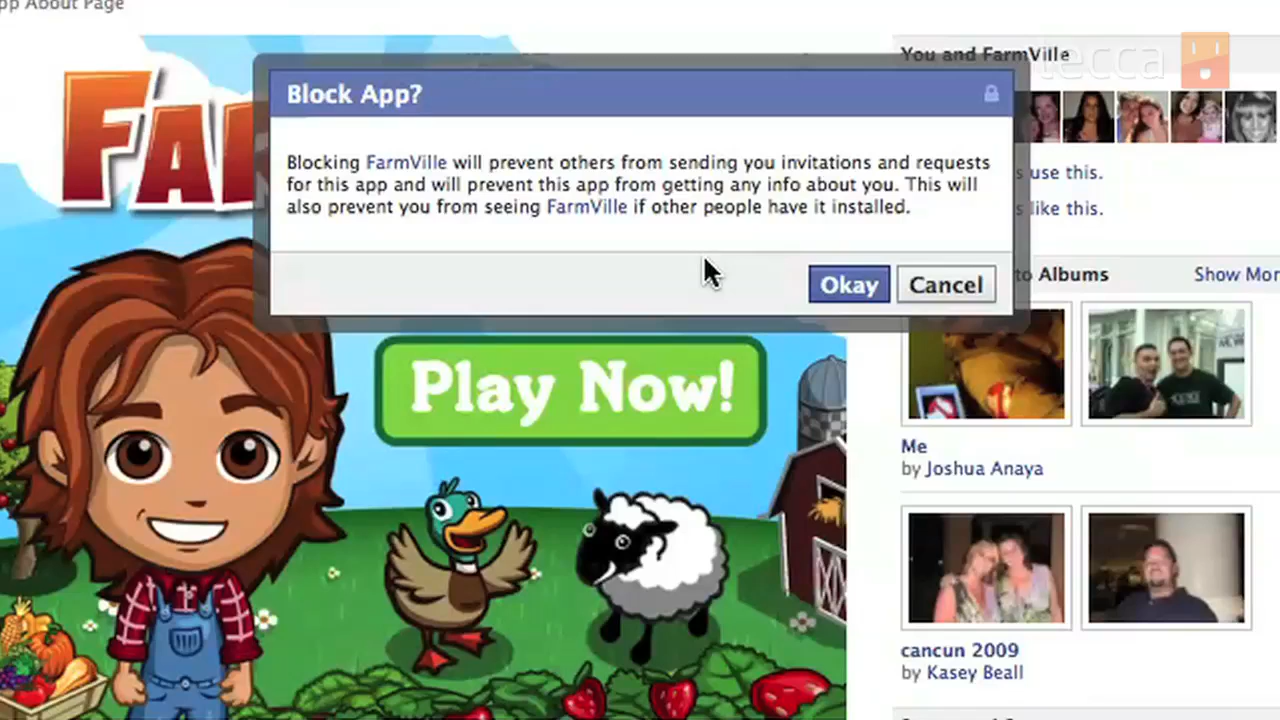 pp About Page
You and FarmVille
tecca
FA
Block App?
Blocking FarmVille will prevent others from sending you invitations and requests
for this app and will prevent this app from getting any info about you. This will
also prevent you from seeing FarmVille if other people have it installed.
Okay
Cancel
s use this.
s like this.
to Albums
Show Mor
Play Now!
Me
by Joshua Anaya
cancun 2009
by Kasey Beall